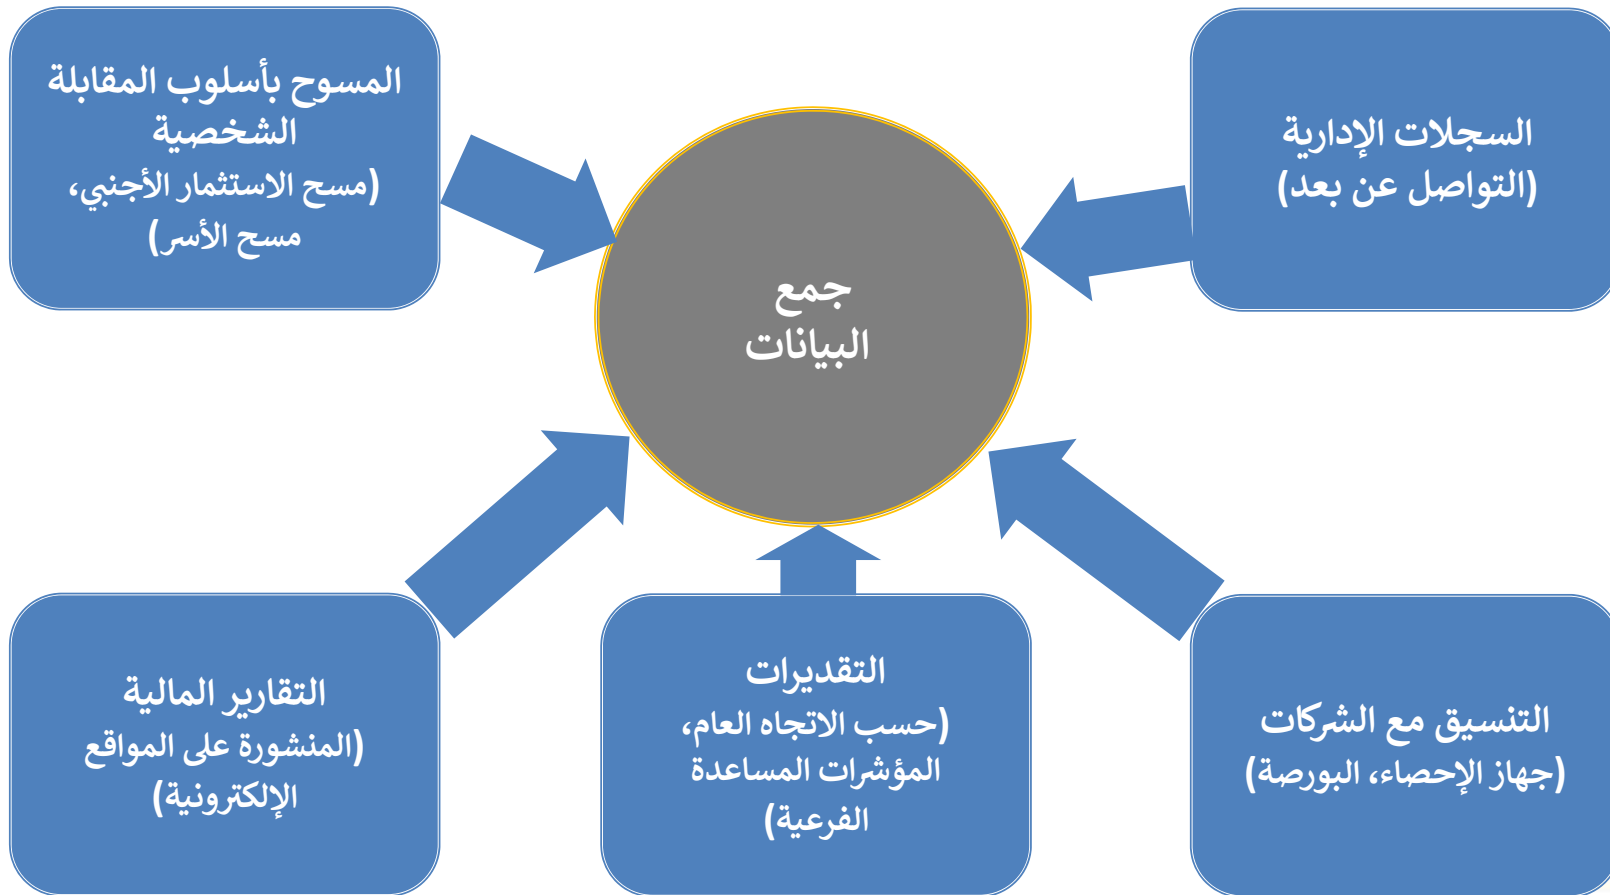 السجلات الإدارية
(التواصل عن بعد)
المسوح بأسلوب المقابلة
الشخصية
(مسح الاستثمار الأجنبي،
مسح الأسر)
جمع
البيانات
التنسيق مع الشركات
(جهاز الإحصاء، البورصة)
التقديرات
(حسب الاتجاه العام،
المؤشرات المساعدة
الفرعية)
التقارير المالية
(المنشورة على المواقع
الإلكترونية)